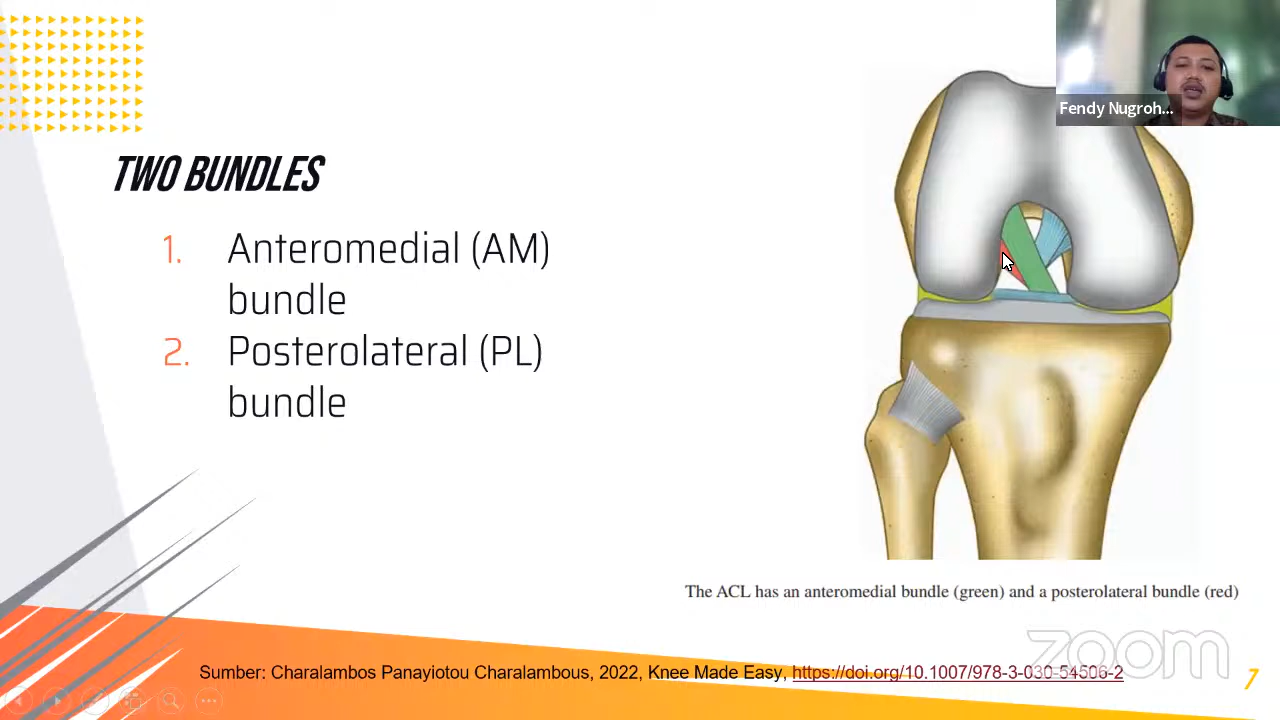 Fendy Nugroh...
TWO BUNDLES
1. Anteromedial (AM)
bundle
2. Posterolateral (PL)
bundle
The ACL has an anteromedial bundle (green) and a posterolateral bundle (red)
zoom
Sumber: Charalambos Panayiotou Charalambous, 2022, Knee Made Easy, https://doi.org/10.1007/978-3-030-54506-2
7